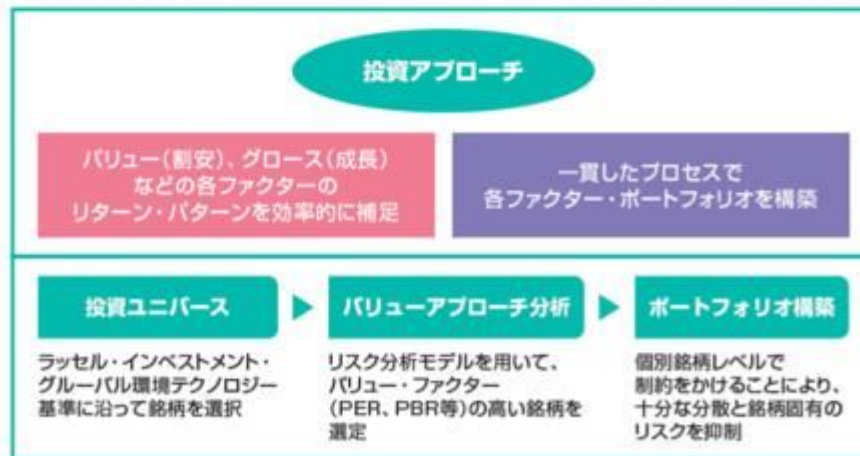 投資アプローチ
バリュー(割安)、グロース(成長)
などの各ファクターの
リターン・パターンを効率的に補足
一貫したプロセスで
各ファクター・ポートフォリオを構築
投資ユニバース
ラッセル・インベストメント・
グルーバル環境テクノロジー
基準に沿って銘柄を選択
バリューアプローチ分析
リスク分析モデルを用いて、
バリュー・ファクター
(PER、PBR等)の高い銘柄を
選定
ポートフォリオ構築
個別銘柄レベルで
制約をかけることにより、
十分な分散と銘柄固有の
リスクを抑制